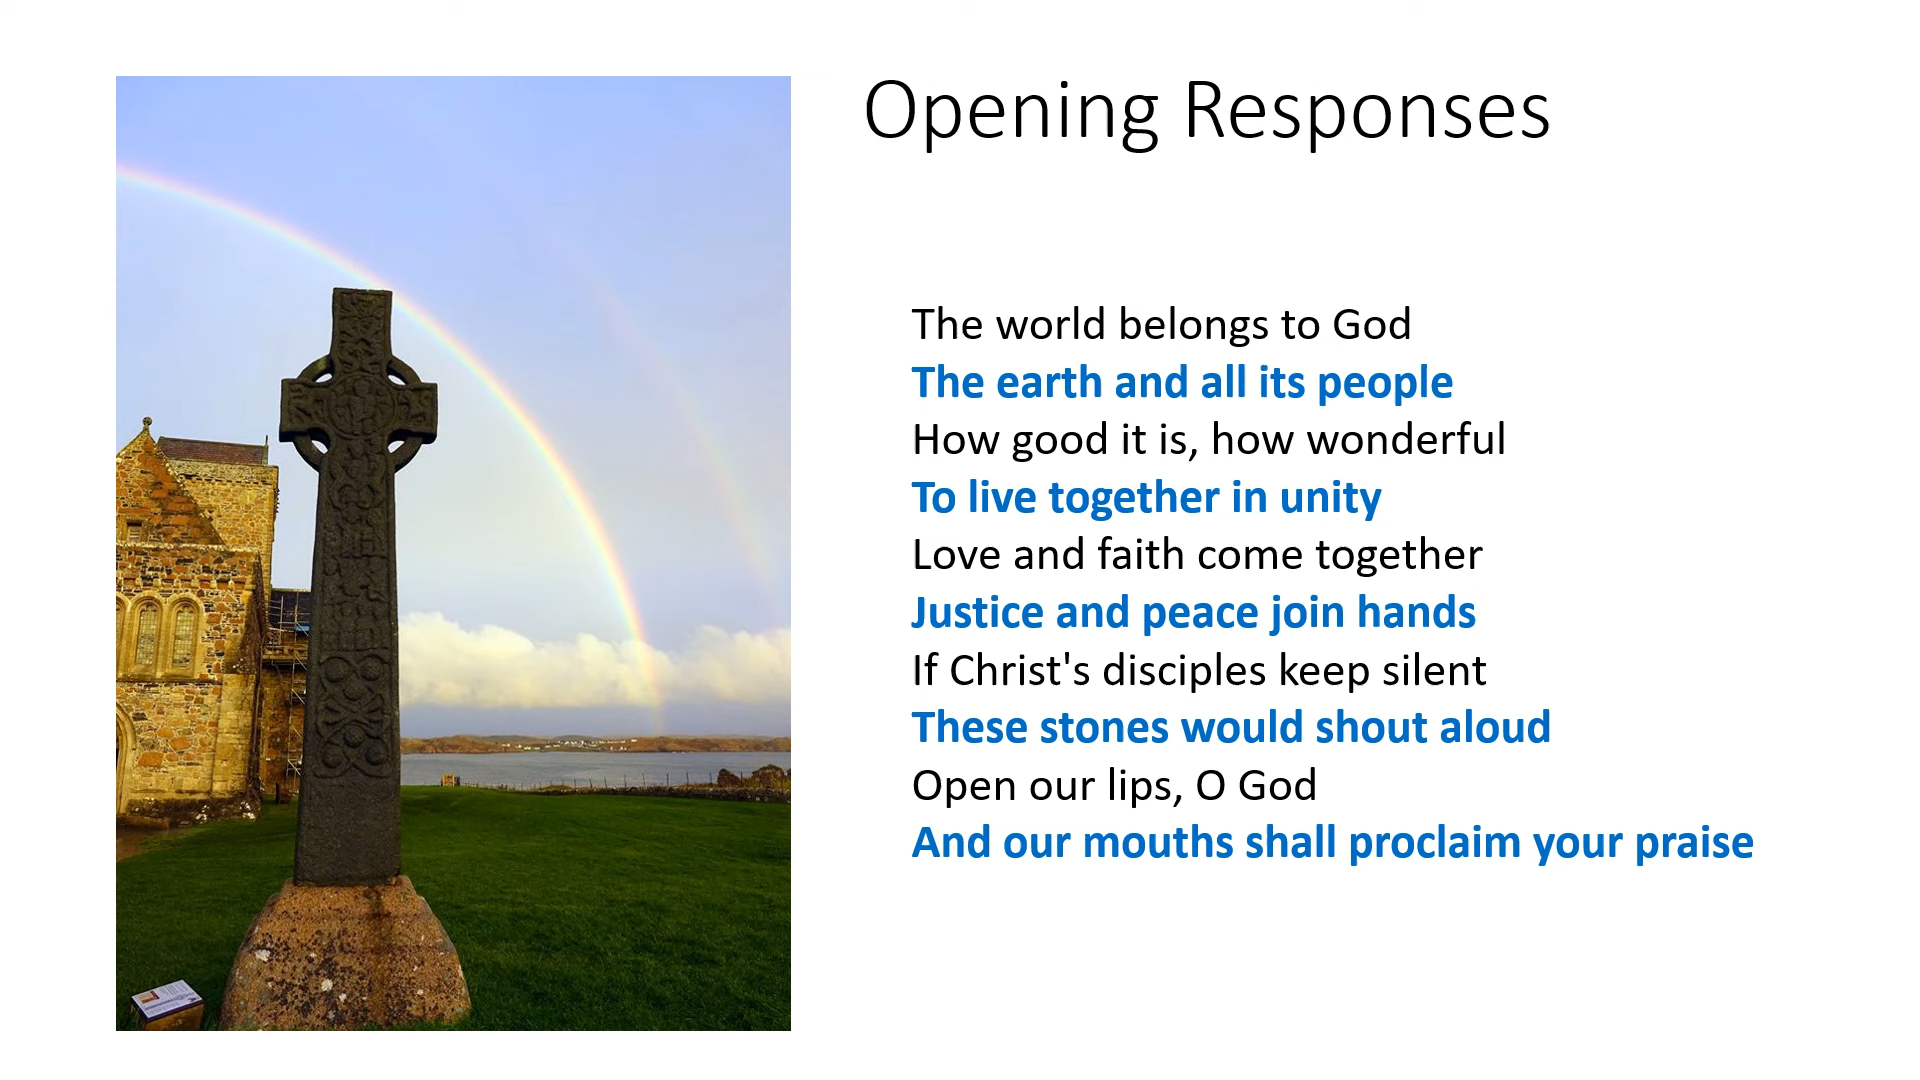 Opening Responses
The world belongs to God
The earth and all its people
How good it is, how wonderful
To live together in unity
Love and faith come together
Justice and peace join hands
If Christ's disciples keep silent
These stones would shout aloud
Open our lips, O God
And our mouths shall proclaim your praise